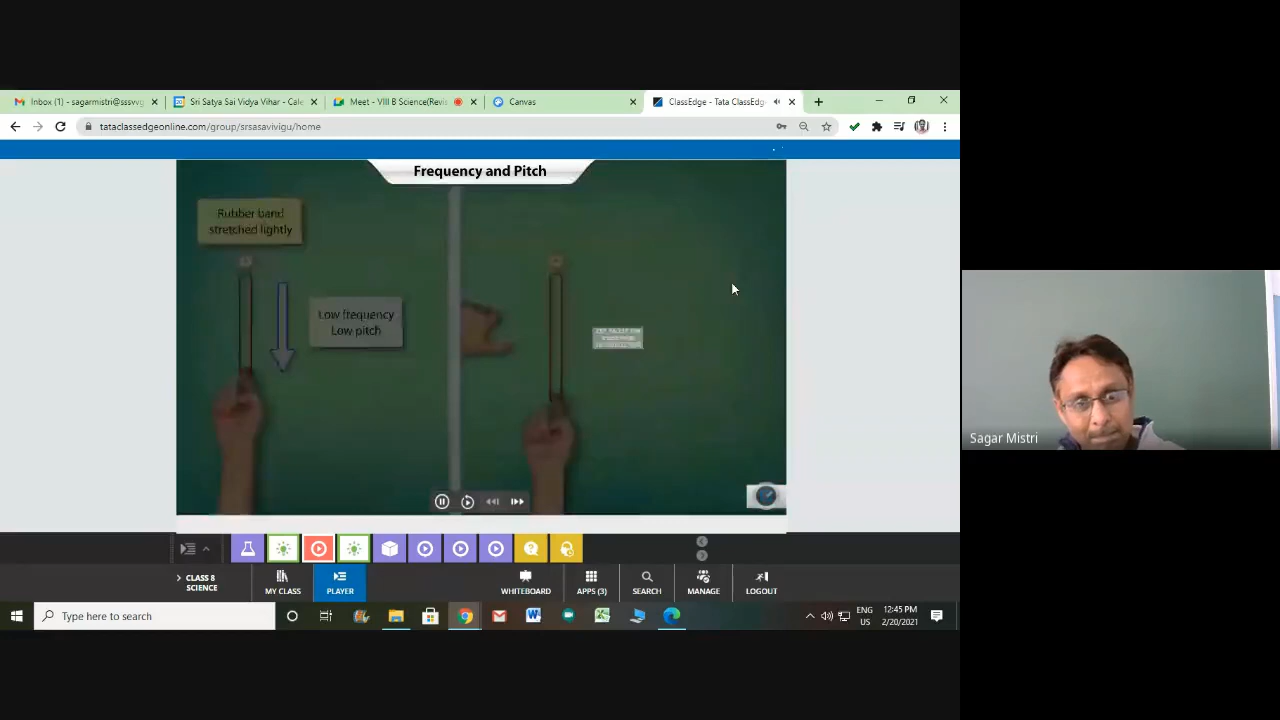 Inbox (1) - sagarmistri@sssvvg
Sri Satya Sai Vidya Vihar - Cale
Meet - VIII B Science(Revis
Canvas
ClassEdge - Tata ClassEdg
tataclassedgeonline.com/group/srsasavivigu/home
Frequency and Pitch
Rubber band
stretched lightly
Low frequency
Low pitch
Sagar Mistri
CLASS 8
SCIENCE
MY CLASS
PLAYER
WHITEBOARD
APPS (3)
SEARCH
MANAGE
LOGOUT
Type here to search
ENG
US
12:45 PM
2/20/2021